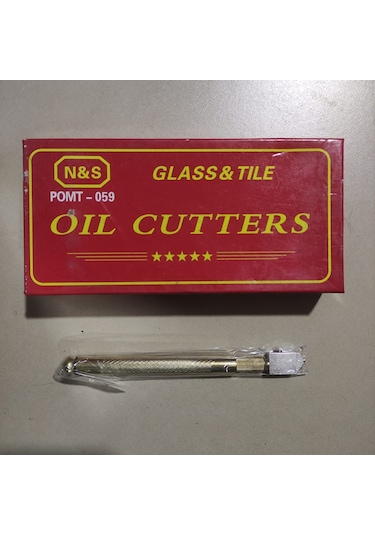 N&S
GLASS & TILE
POMT - 059
OIL CUTTERS
★★★★★